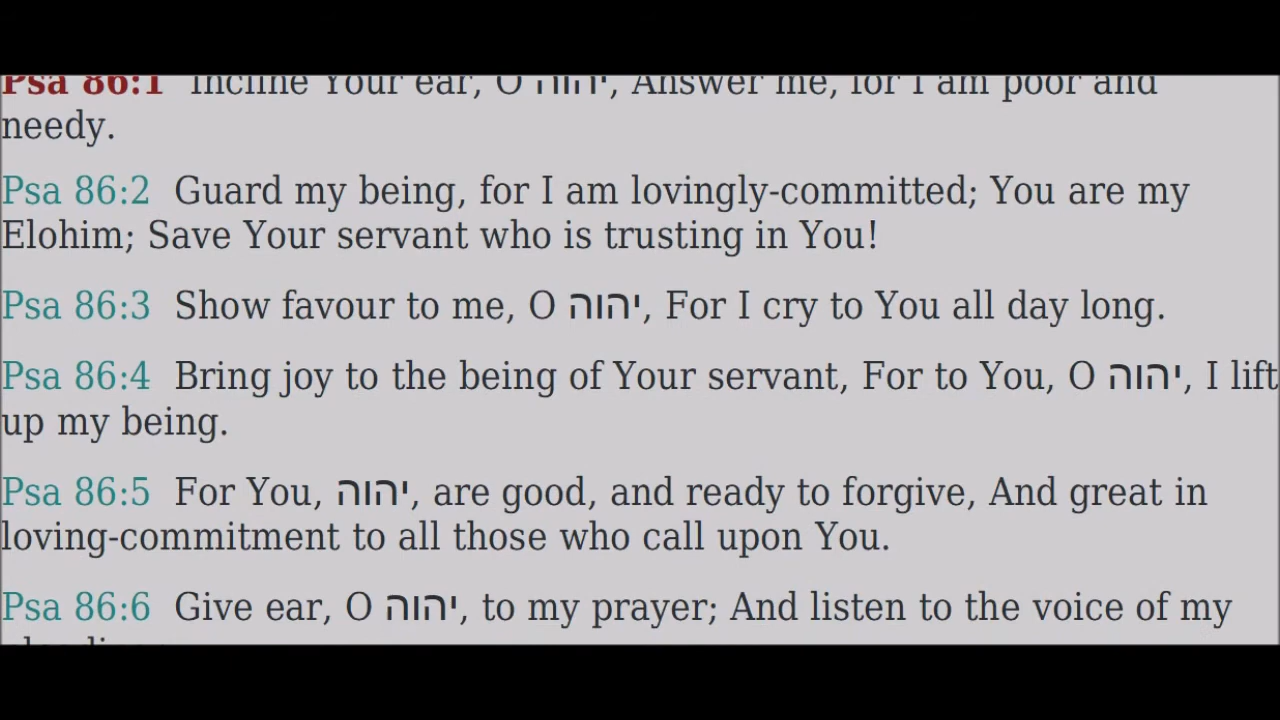 Psa 86:1 Incline Your ear, O יהוה, Answer me, for I am poor and
needy.
Psa 86:2 Guard my being, for I am lovingly-committed; You are my
Elohim; Save Your servant who is trusting in You!
Psa 86:3 Show favour to me, O יהוה, For I cry to You all day long.
Psa 86:4 Bring joy to the being of Your servant, For to You, O יהוה, I lift
up my being.
Psa 86:5 For You, יהוה, are good, and ready to forgive, And great in
loving-commitment to all those who call upon You.
Psa 86:6 Give ear, O יהוה, to my prayer; And listen to the voice of my